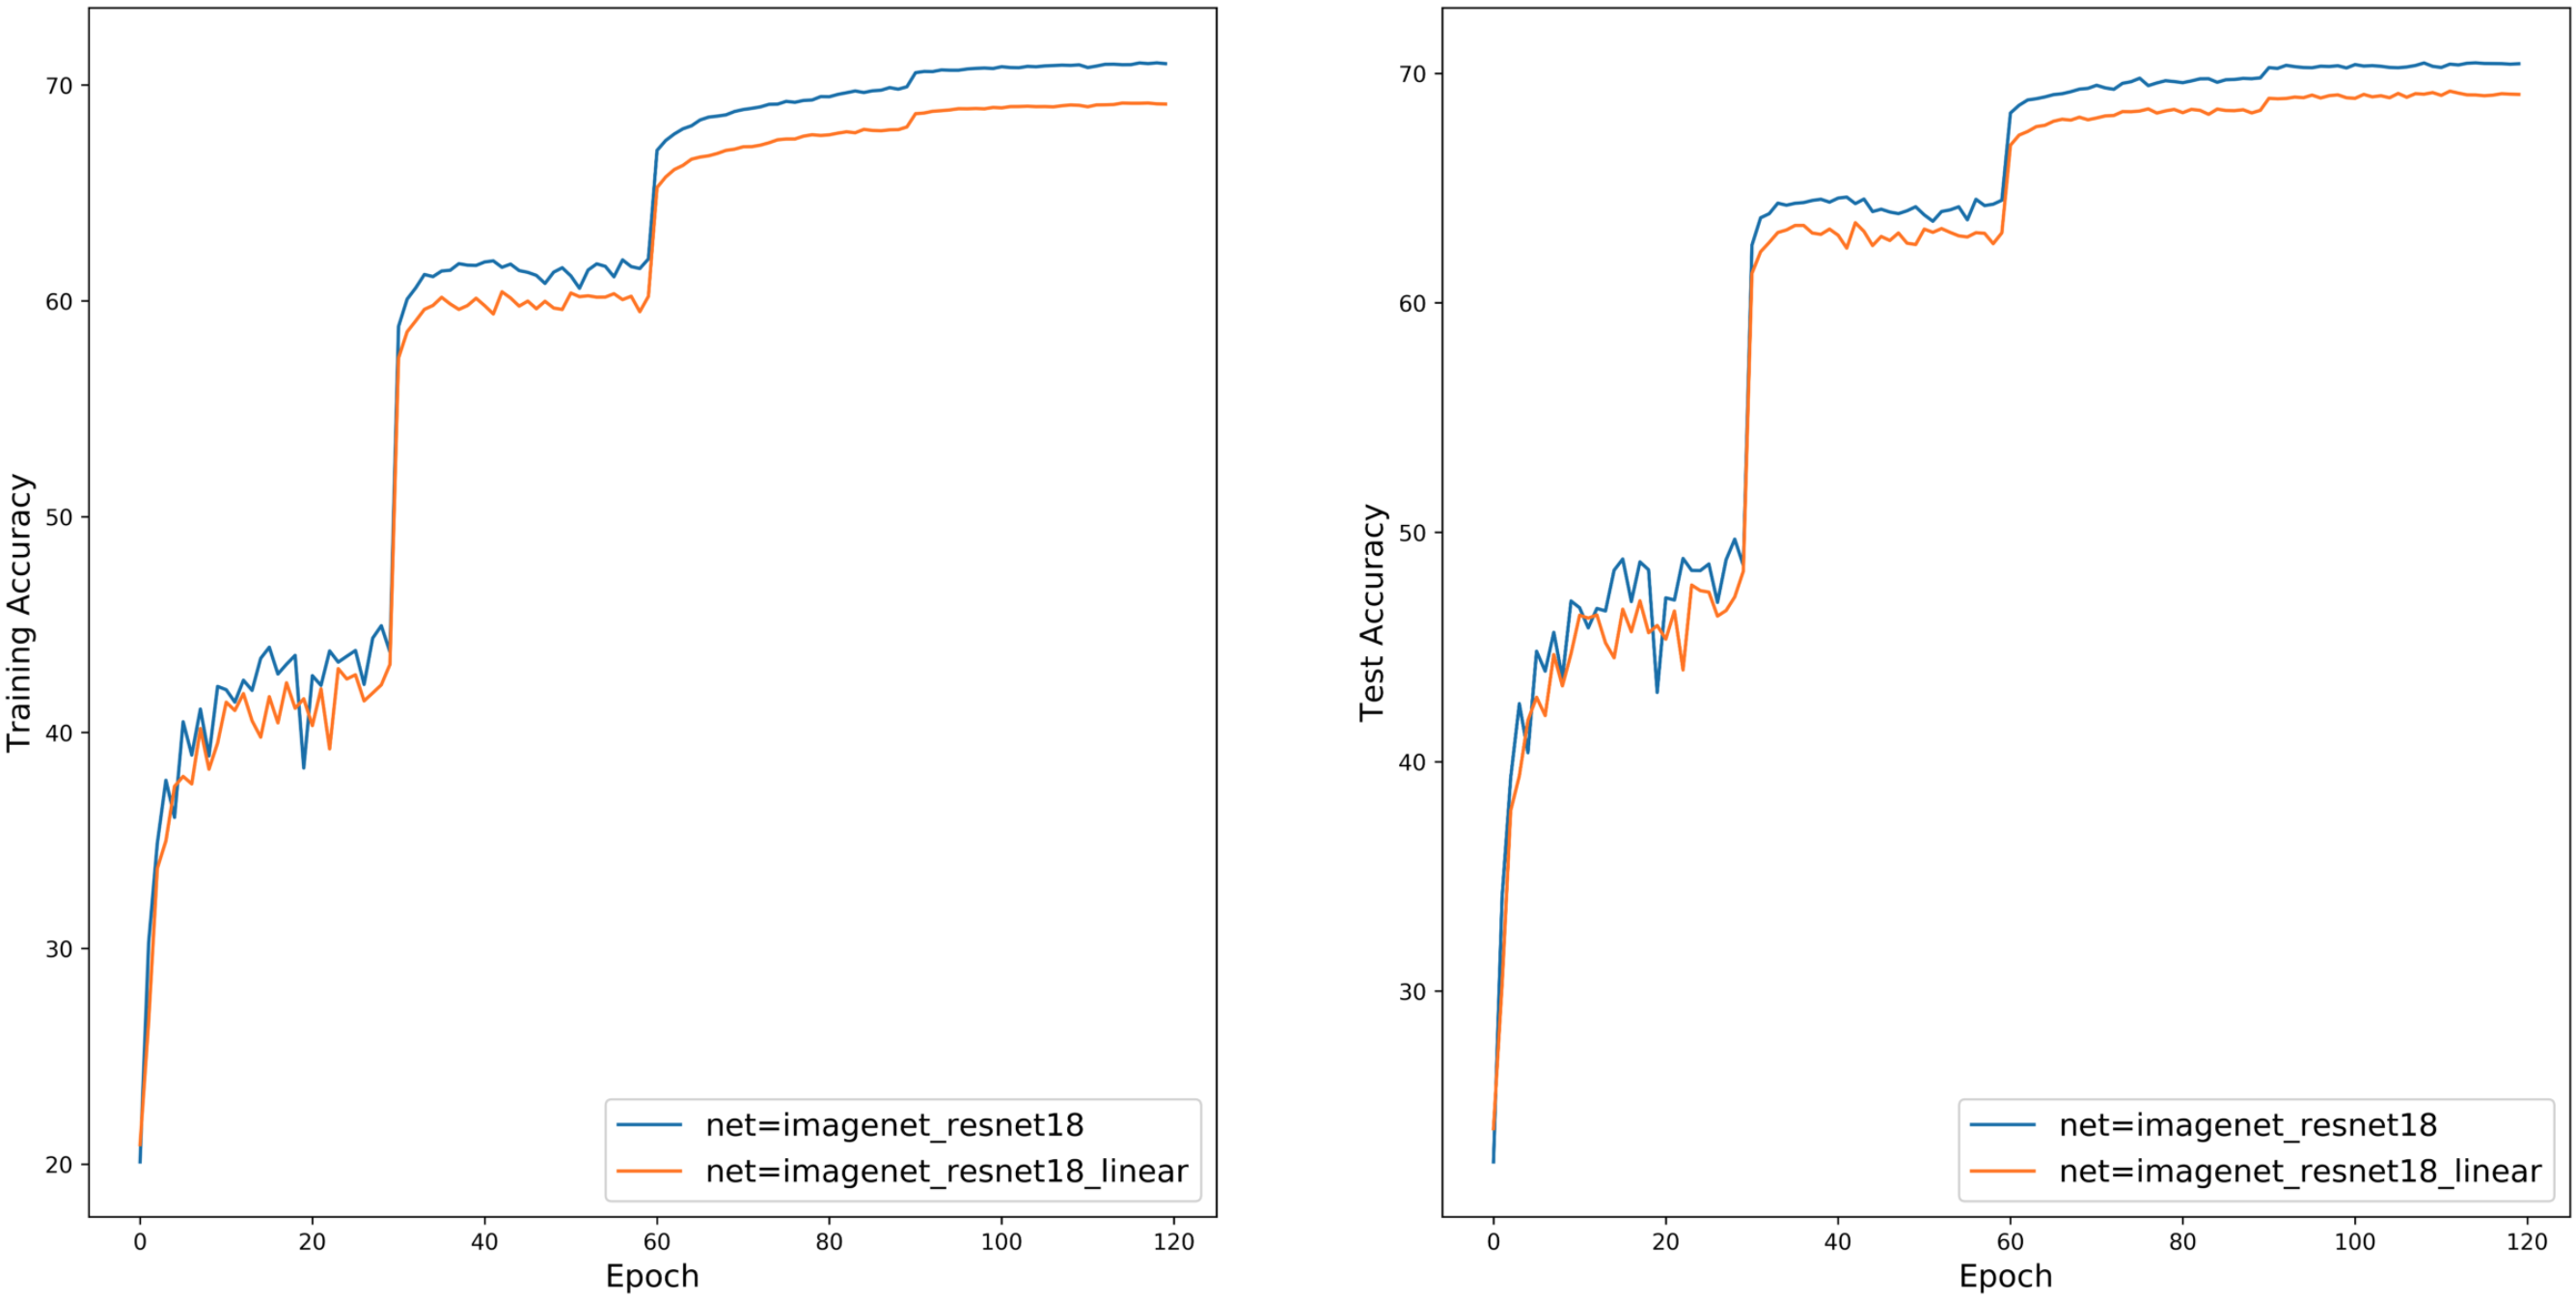 Training Accuracy
70
60
50
40
30
20
0 20 40 60 80 100 120
Epoch
net=imagenet_resnet18
net=imagenet_resnet18_linear
Test Accuracy
70
60
50
40
30
0 20 40 60 80 100 120
Epoch
net=imagenet_resnet18
net=imagenet_resnet18_linear